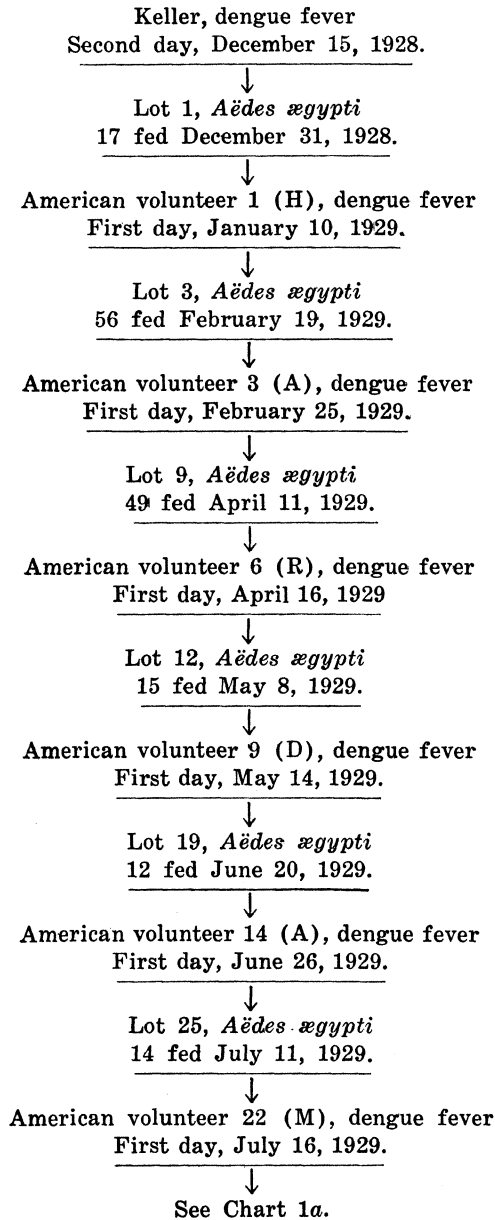 Keller, dengue fever
Second day, December 15, 1928.
↓
Lot 1, Aëdes ægypti
17 fed December 31, 1928.
↓
American volunteer 1 (H), dengue fever
First day, January 10, 1929.
↓
Lot 3, Aëdes ægypti
56 fed February 19, 1929.
↓
American volunteer 3 (A), dengue fever
First day, February 25, 1929.
↓
Lot 9, Aëdes ægypti
49 fed April 11, 1929.
↓
American volunteer 6 (R), dengue fever
First day, April 16, 1929
↓
Lot 12, Aëdes ægypti
15 fed May 8, 1929.
↓
American volunteer 9 (D), dengue fever
First day, May 14, 1929.
↓
Lot 19, Aëdes ægypti
12 fed June 20, 1929.
↓
American volunteer 14 (A), dengue fever
First day, June 26, 1929.
↓
Lot 25, Aëdes ægypti
14 fed July 11, 1929.
↓
American volunteer 22 (M), dengue fever
First day, July 16, 1929.
↓
See Chart 1a.